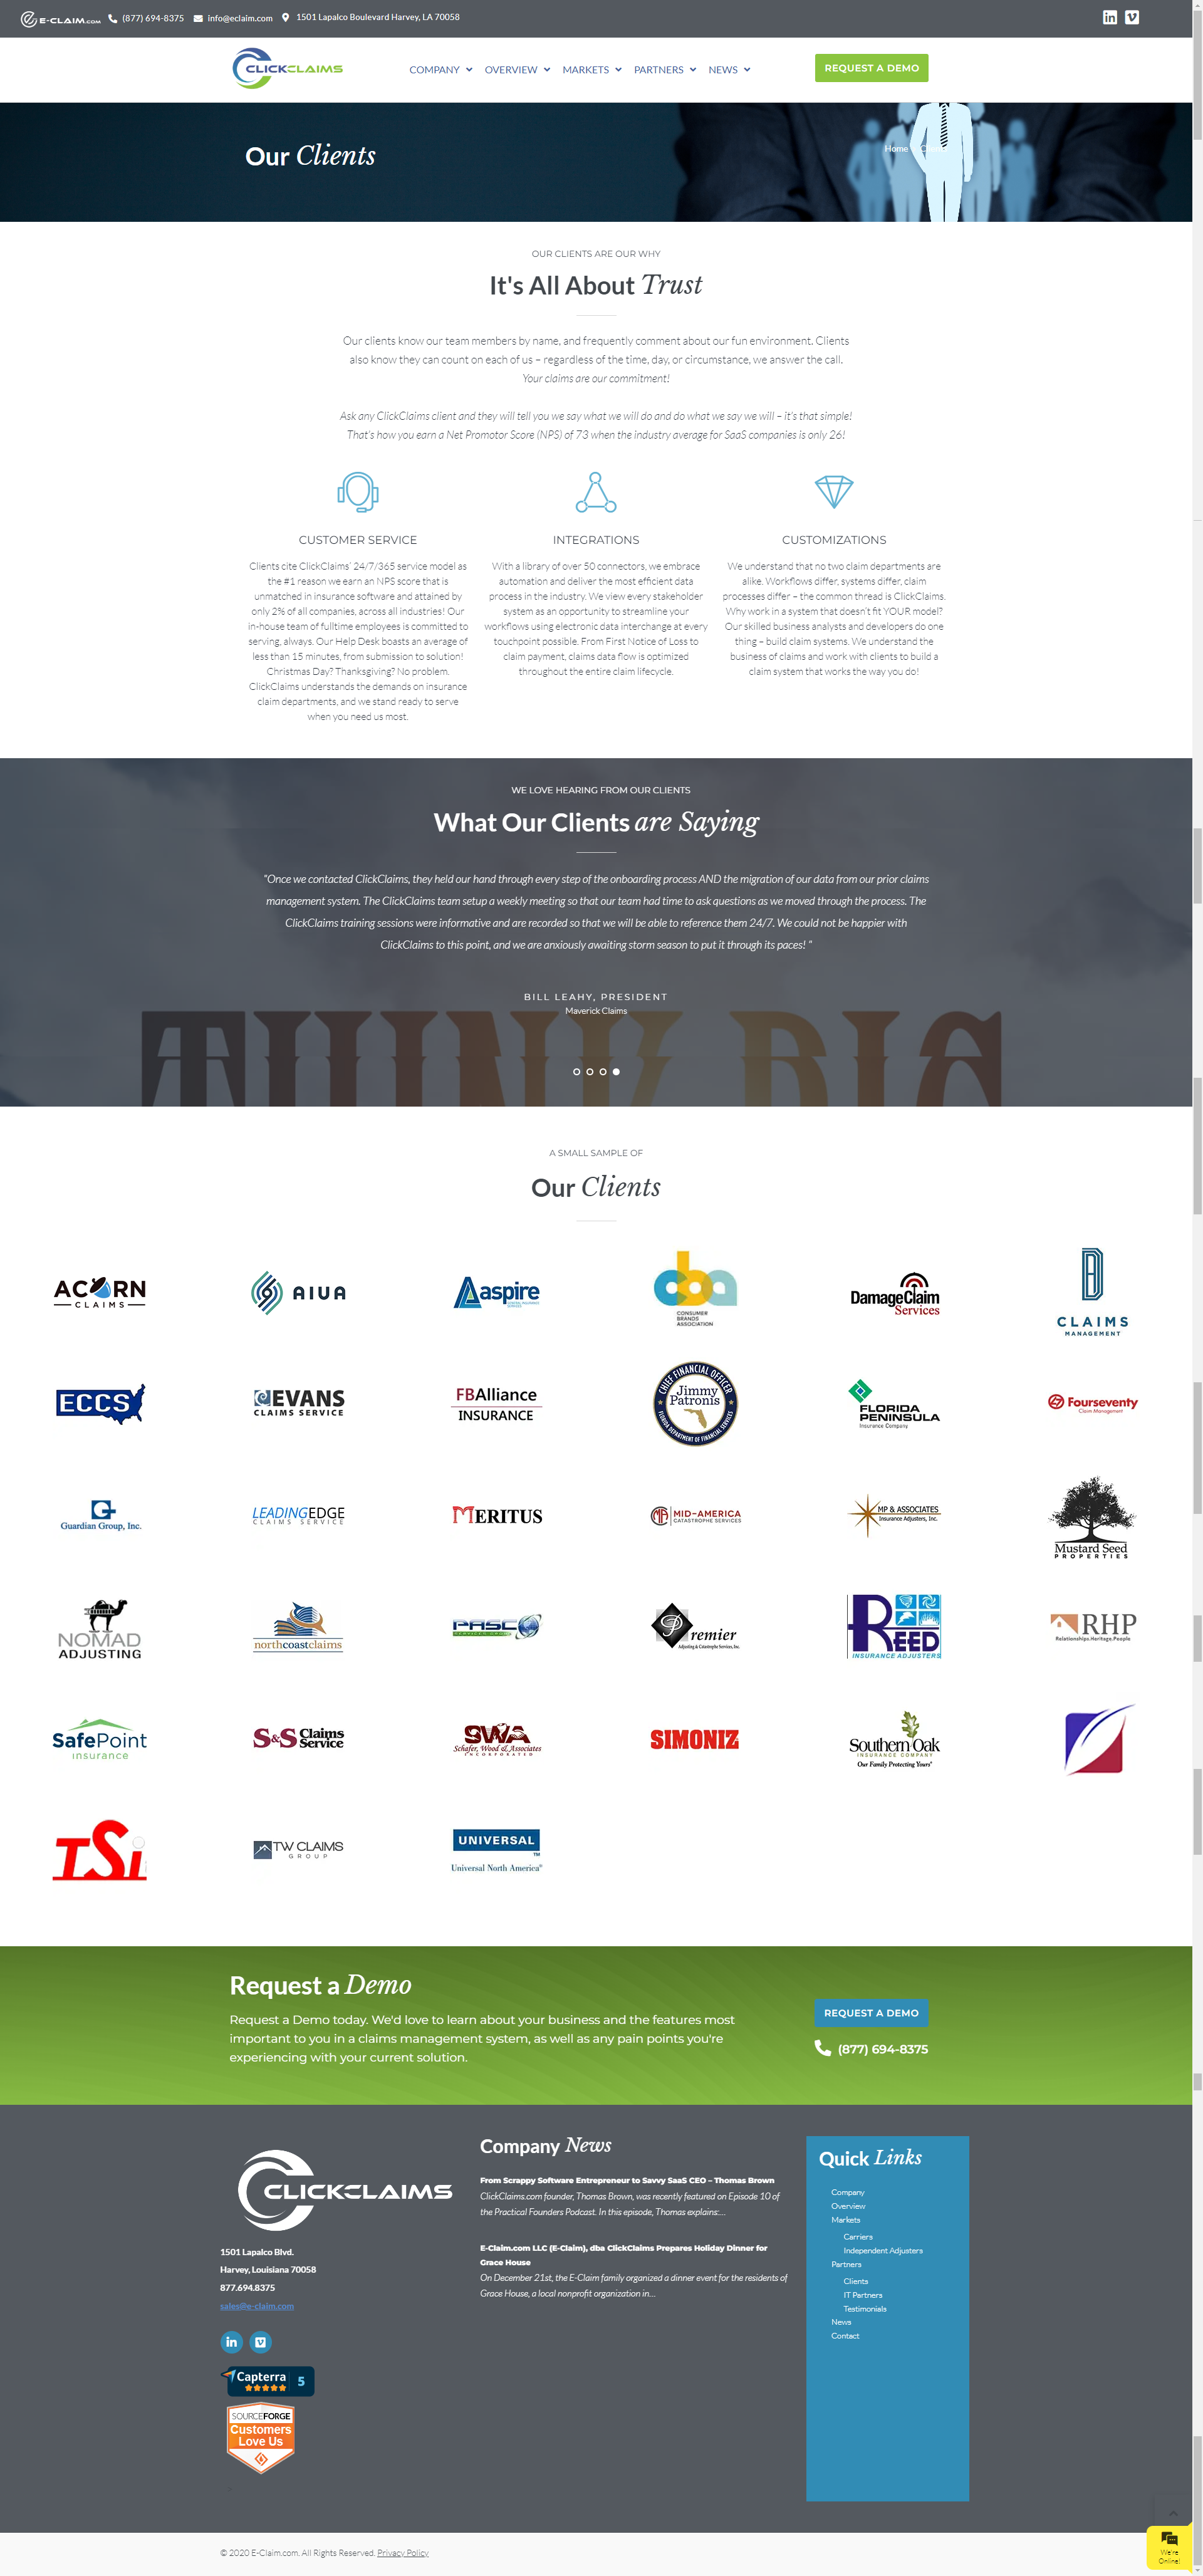 E-CLAIM.COM (877) 694-8375 info@eclaim.com 1501 Lapalco Boulevard Harvey, LA 70058
CLICKCLAIMS COMPANY OVERVIEW MARKETS PARTNERS NEWS REQUEST A DEMO
Our Clients
Home
OUR CLIENTS ARE OUR WHY
It's All About Trust
Our clients know our team members by name, and frequently comment about our fun environment. Clients
also know they can count on each of us – regardless of the time, day, or circumstance, we answer the call.
Your claims are our commitment!
Ask any ClickClaims client and they will tell you we say what we will do and do what we say we will – it's that simple!
That's how you earn a Net Promotor Score (NPS) of 73 when the industry average for SaaS companies is only 26!
CUSTOMER SERVICE
Clients cite ClickClaims' 24/7/365 service model as
the #1 reason we earn an NPS score that is
unmatched in insurance software and attained by
only 2% of all companies, across all industries! Our
in-house team of fulltime employees is committed to
serving, always. Our Help Desk boasts an average of
less than 15 minutes, from submission to solution!
Christmas Day? Thanksgiving? No problem.
ClickClaims understands the demands on insurance
claim departments, and we stand ready to serve
when you need us most.
INTEGRATIONS
With a library of over 50 connectors, we embrace
automation and deliver the most efficient data
process in the industry. We view every stakeholder
system as an opportunity to streamline your
workflows using electronic data interchange at every
touchpoint possible. From First Notice of Loss to
claim payment, claims data flow is optimized
throughout the entire claim lifecycle.
CUSTOMIZATIONS
We understand that no two claim departments are
alike. Workflows differ, systems differ, claim
processes differ – the common thread is ClickClaims.
Why work in a system that doesn't fit YOUR model?
Our skilled business analysts and developers do one
thing – build claim systems. We understand the
business of claims and work with clients to build a
claim system that works the way you do!
WE LOVE HEARING FROM OUR CLIENTS
What Our Clients are Saying
"Once we contacted ClickClaims, they held our hand through every step of the onboarding process AND the migration of our data from our prior claims
management system. The ClickClaims team setup a weekly meeting so that our team had time to ask questions as we moved through the process. The
ClickClaims training sessions were informative and are recorded so that we will be able to reference them 24/7. We could not be happier with
ClickClaims to this point, and we are anxiously awaiting storm season to put it through its paces! "
BILL LEAHY, PRESIDENT
Maverick Claims
THINK BIG
A SMALL SAMPLE OF
Our Clients
ACORN
CLAIMS
AIUA
aspire
cba
CONSUMER
BRANDS
ASSOCIATION
DamageClaim
Services
CLAIMS
MANAGEMENT
ECCS
EVANS
CLAIMS SERVICE
FBAlliance
INSURANCE
CHIEF FINANCIAL OFFICER
Jimmy
Patronis
FLORIDA DEPARTMENT OF FINANCIAL SERVICES
FLORIDA
PENINSULA
Insurance Company
Fourseventy
Claim Management
G
Guardian Group, Inc.
LEADINGEDGE
CLAIMS SERVICE
MERITUS
MID-AMERICA
CATASTROPHE SERVICES
MP & ASSOCIATES
Insurance Adjusters, Inc.
Mustard Seed
PROPERTIES
NOMAD
ADJUSTING
northcoastclaims
PASC
Premier
Adjusting & Catastrophe Services, Inc.
REED
INSURANCE ADJUSTERS
RHP
Relationships.Heritage.People.
SafePoint
insurance
S&S Claims
Service
SWA
Schafer, Wood & Associates
INCORPORATED
SIMONIZ
Southern Oak
INSURANCE COMPANY
Our Family Protecting Yours
TSi
TW CLAIMS
GROUP
UNIVERSAL
TM
Universal North America®
Request a Demo
Request a Demo today. We'd love to learn about your business and the features most
important to you in a claims management system, as well as any pain points you're
experiencing with your current solution.
REQUEST A DEMO
(877) 694-8375
CLICKCLAIMS
1501 Lapalco Blvd.
Harvey, Louisiana 70058
877.694.8375
sales@e-claim.com
Capterra 5
SOURCEFORGE
Customers
Love Us
Company News
From Scrappy Software Entrepreneur to Savvy SaaS CEO – Thomas Brown
ClickClaims.com founder, Thomas Brown, was recently featured on Episode 10 of
the Practical Founders Podcast. In this episode, Thomas explains:...
E-Claim.com LLC (E-Claim), dba ClickClaims Prepares Holiday Dinner for
Grace House
On December 21st, the E-Claim family organized a dinner event for the residents of
Grace House, a local nonprofit organization in...
Quick Links
Company
Overview
Markets
Carriers
Independent Adjusters
Partners
Clients
IT Partners
Testimonials
News
Contact
We're
Online!
© 2020 E-Claim.com. All Rights Reserved. Privacy Policy